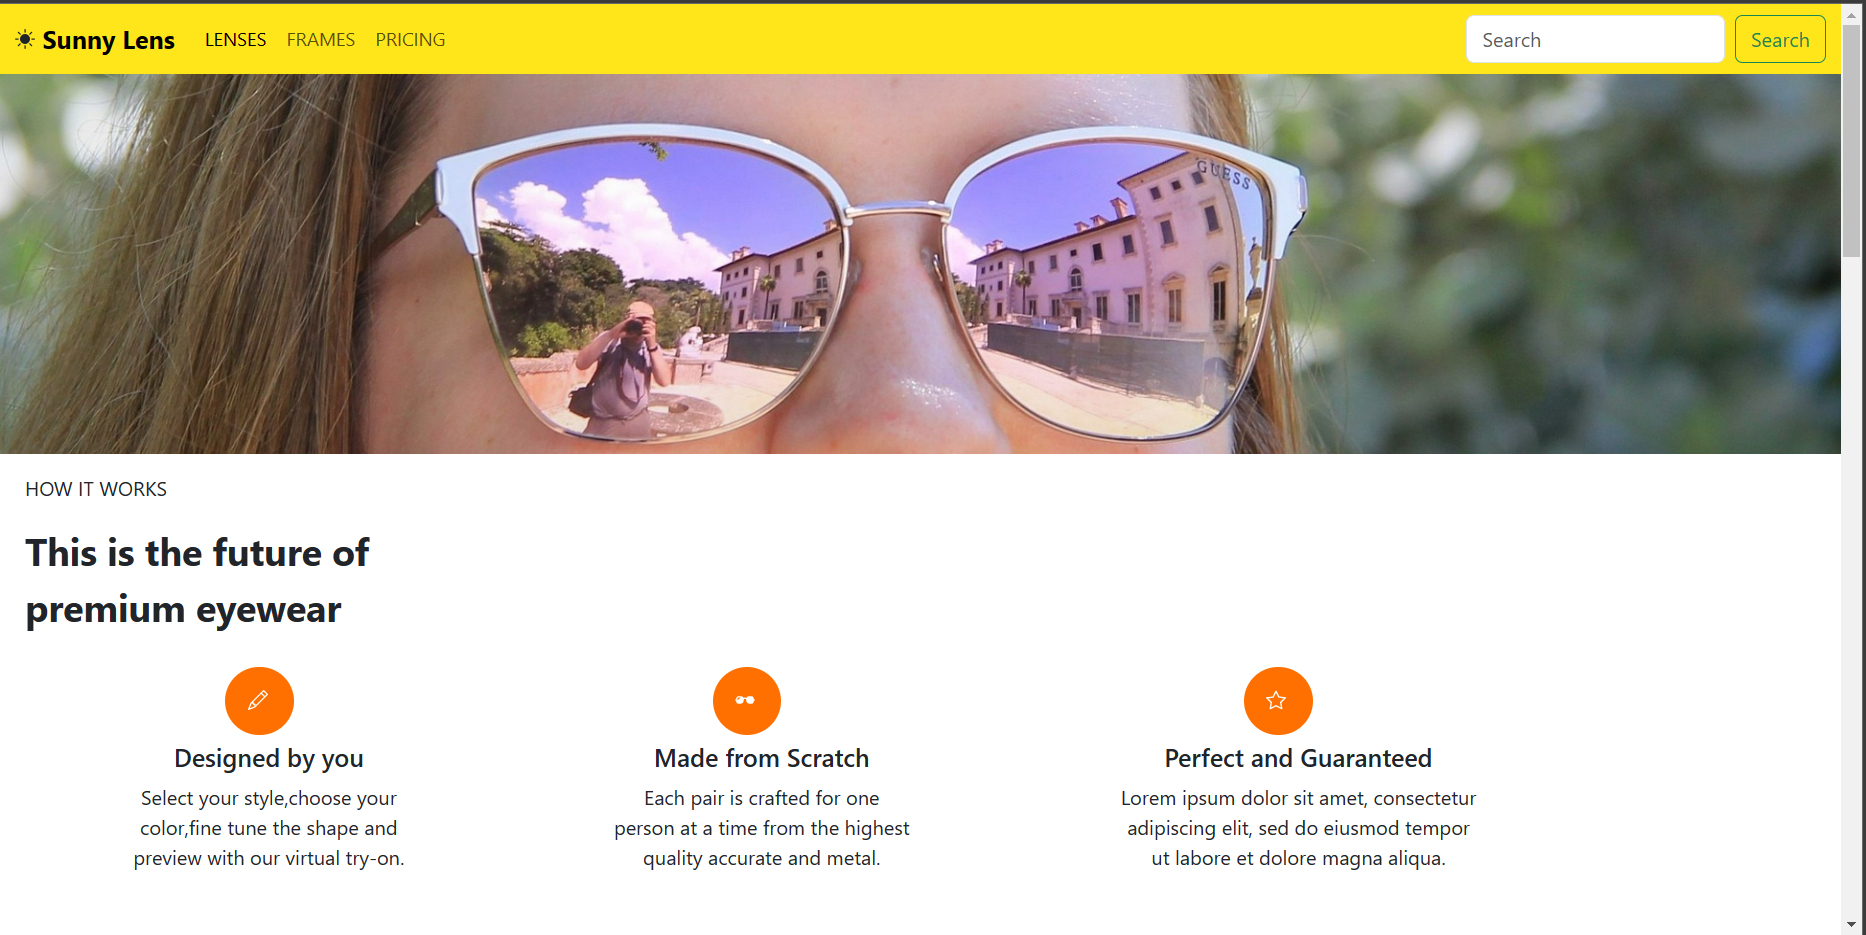 Sunny Lens LENSES FRAMES PRICING Search Search
GUESS
HOW IT WORKS
This is the future of
premium eyewear
Designed by you
Select your style,choose your
color,fine tune the shape and
preview with our virtual try-on.
Made from Scratch
Each pair is crafted for one
person at a time from the highest
quality accurate and metal.
Perfect and Guaranteed
Lorem ipsum dolor sit amet, consectetur
adipiscing elit, sed do eiusmod tempor
ut labore et dolore magna aliqua.